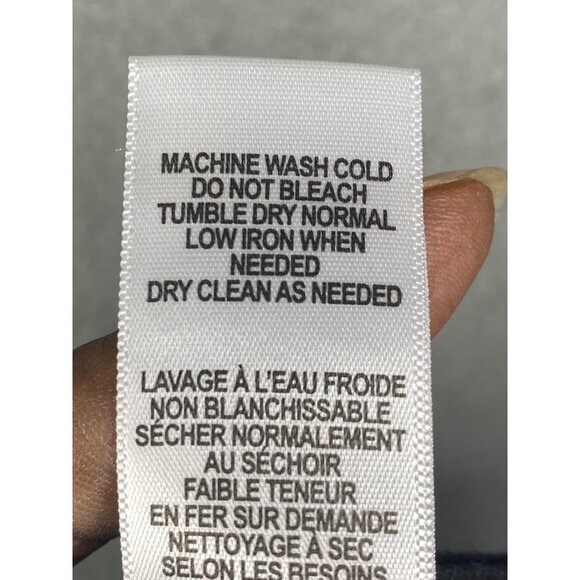 MACHINE WASH COLD
DO NOT BLEACH
TUMBLE DRY NORMAL
LOW IRON WHEN
NEEDED
DRY CLEAN AS NEEDED
LAVAGE À L'EAU FROIDE
NON BLANCHISSABLE
SÉCHER NORMALEMENT
AU SÉCHOIR
FAIBLE TENEUR
EN FER SUR DEMANDE
NETTOYAGE À SEC
SELON LES BESOINS